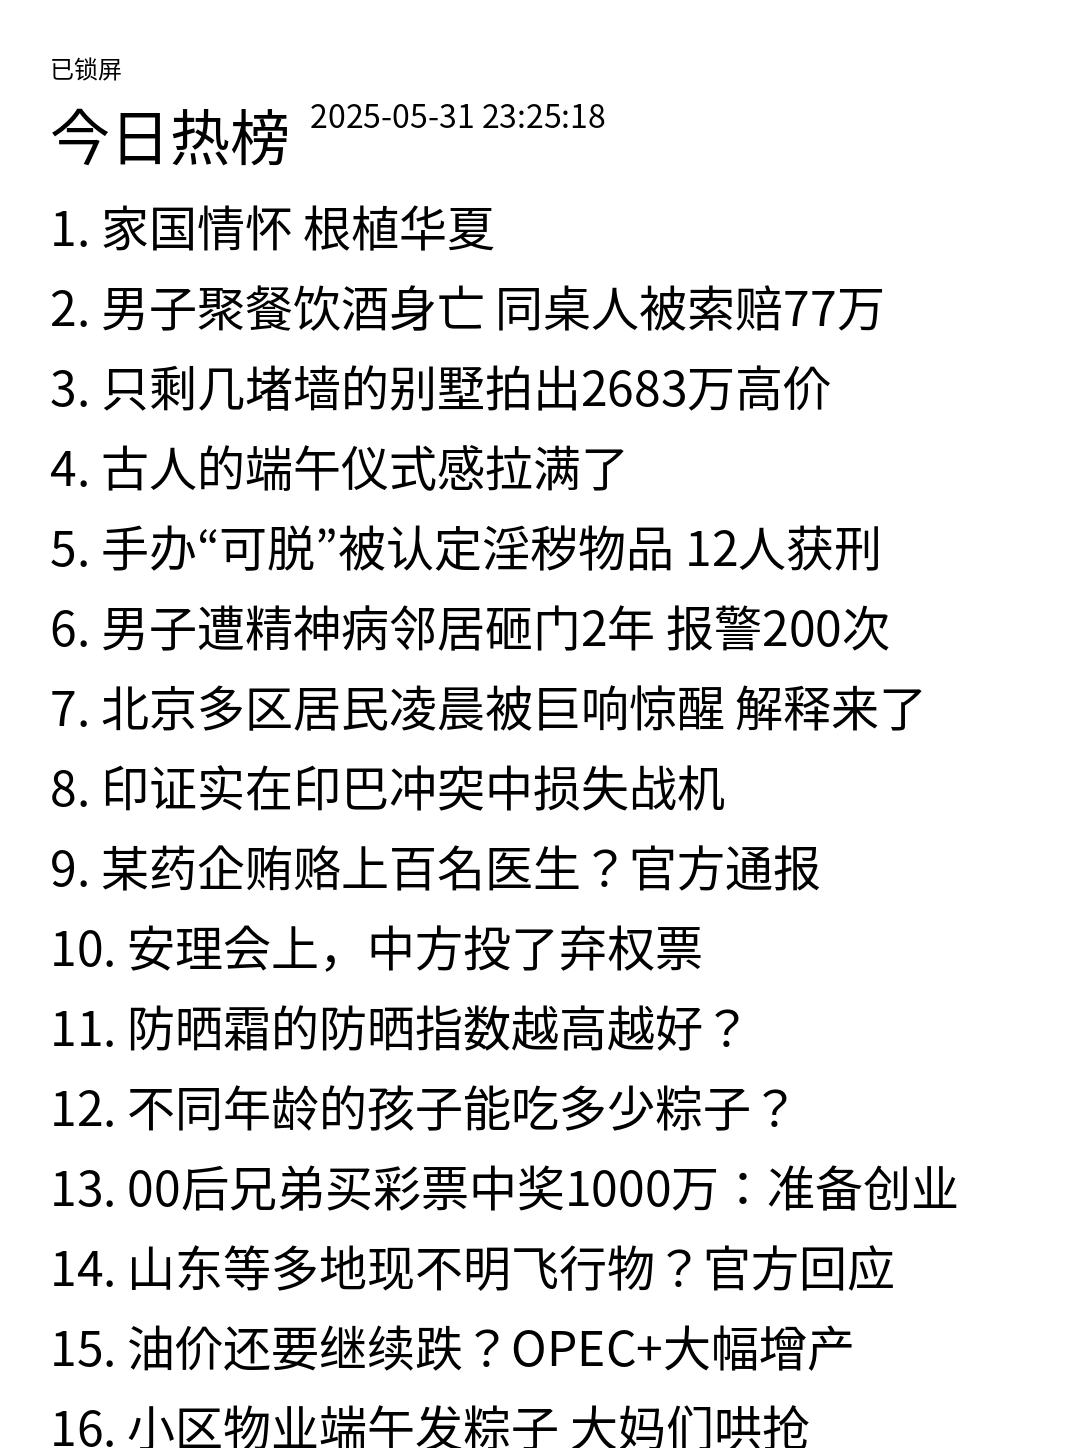 已锁屏
今日热榜 2025-05-31 23:25:18
1. 家国情怀 根植华夏
2. 男子聚餐饮酒身亡 同桌人被索赔77万
3. 只剩几堵墙的别墅拍出2683万高价
4. 古人的端午仪式感拉满了
5. 手办“可脱”被认定淫秽物品 12人获刑
6. 男子遭精神病邻居砸门2年 报警200次
7. 北京多区居民凌晨被巨响惊醒 解释来了
8. 印证实在印巴冲突中损失战机
9. 某药企贿赂上百名医生？官方通报
10. 安理会上，中方投了弃权票
11. 防晒霜的防晒指数越高越好？
12. 不同年龄的孩子能吃多少粽子？
13. 00后兄弟买彩票中奖1000万：准备创业
14. 山东等多地现不明飞行物？官方回应
15. 油价还要继续跌？OPEC+大幅增产
16. 小区物业端午发粽子 大妈们哄抢